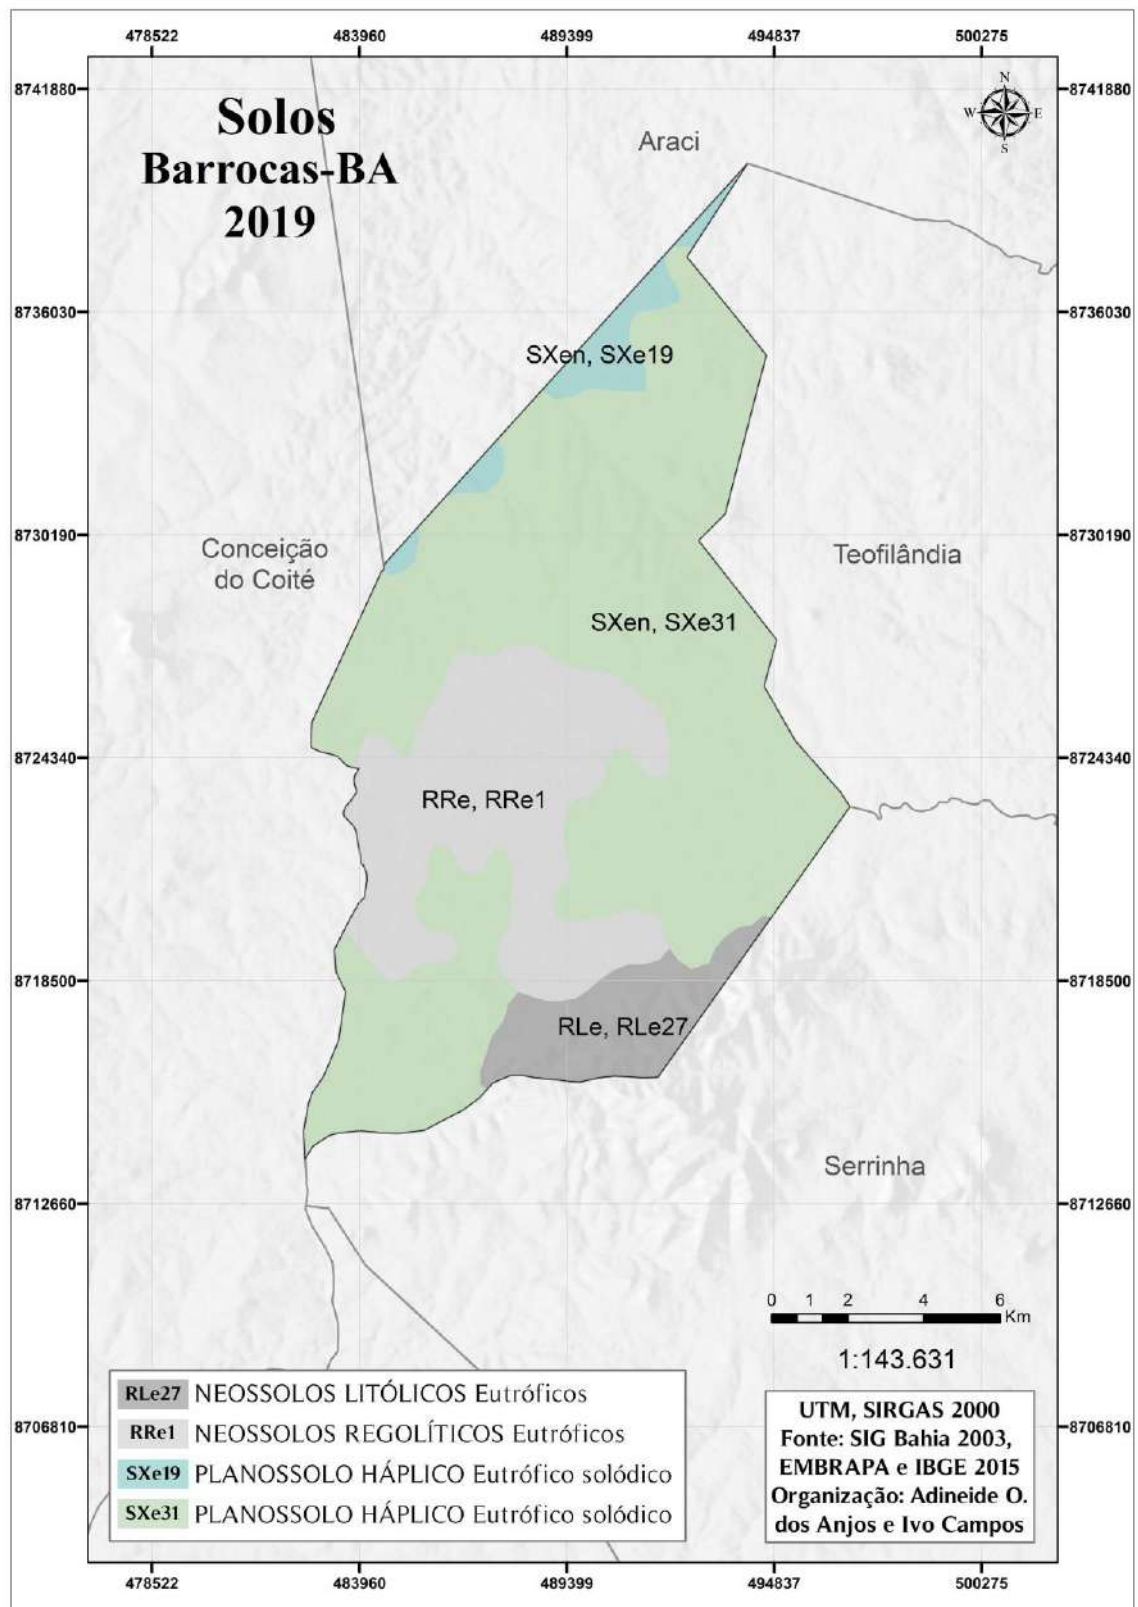 478522 483960 489399 494837 500275
8741880 8741880
Solos
Barrocas-BA
2019
N
W E
S
Araci
8736030 8736030
SXen, SXe19
8730190 8730190
Conceição
do Coité
Teofilândia
SXen, SXe31
8724340 8724340
RRe, RRe1
8718500 8718500
RLe, RLe27
Serrinha
8712660 8712660
0 1 2 4 6
Km
1:143.631
RLe27 NEOSSOLOS LITÓLICOS Eutróficos
RRe1 NEOSSOLOS REGOLÍTICOS Eutróficos
SXe19 PLANOSSOLO HÁPLICO Eutrófico solódico
SXe31 PLANOSSOLO HÁPLICO Eutrófico solódico
8706810 8706810
UTM, SIRGAS 2000
Fonte: SIG Bahia 2003,
EMBRAPA e IBGE 2015
Organização: Adineide O.
dos Anjos e Ivo Campos
478522 483960 489399 494837 500275